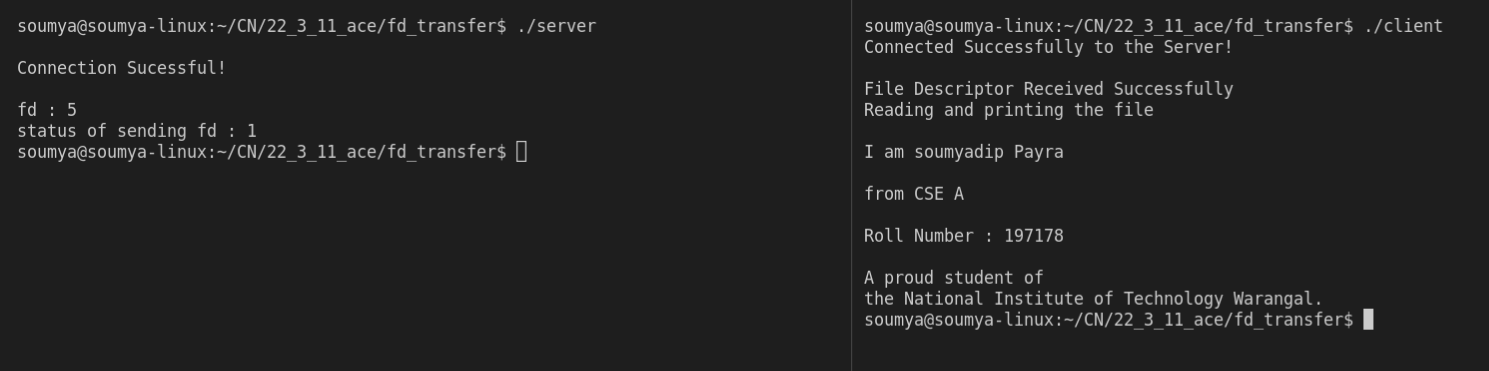 soumya@soumya-linux:~/CN/22_3_11_ace/fd_transfer$ ./server
Connection Sucessful!
fd : 5
status of sending fd : 1
soumya@soumya-linux:~/CN/22_3_11_ace/fd_transfer$
soumya@soumya-linux:~/CN/22_3_11_ace/fd_transfer$ ./client
Connected Successfully to the Server!
File Descriptor Received Successfully
Reading and printing the file
I am soumyadip Payra
from CSE A
Roll Number : 197178
A proud student of
the National Institute of Technology Warangal.
soumya@soumya-linux:~/CN/22_3_11_ace/fd_transfer$